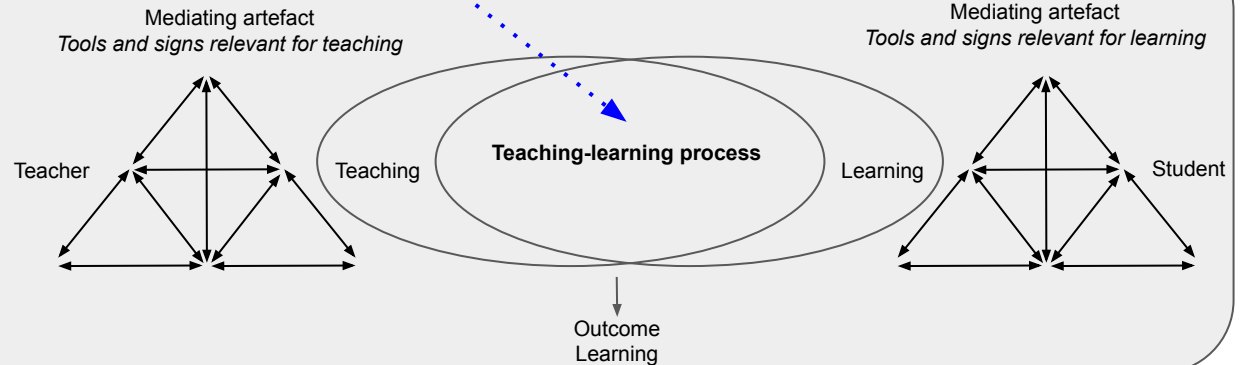 Mediating artefact
Tools and signs relevant for teaching
Mediating artefact
Tools and signs relevant for learning
Teacher
Teaching
Teaching-learning process
Learning
Student
Outcome
Learning